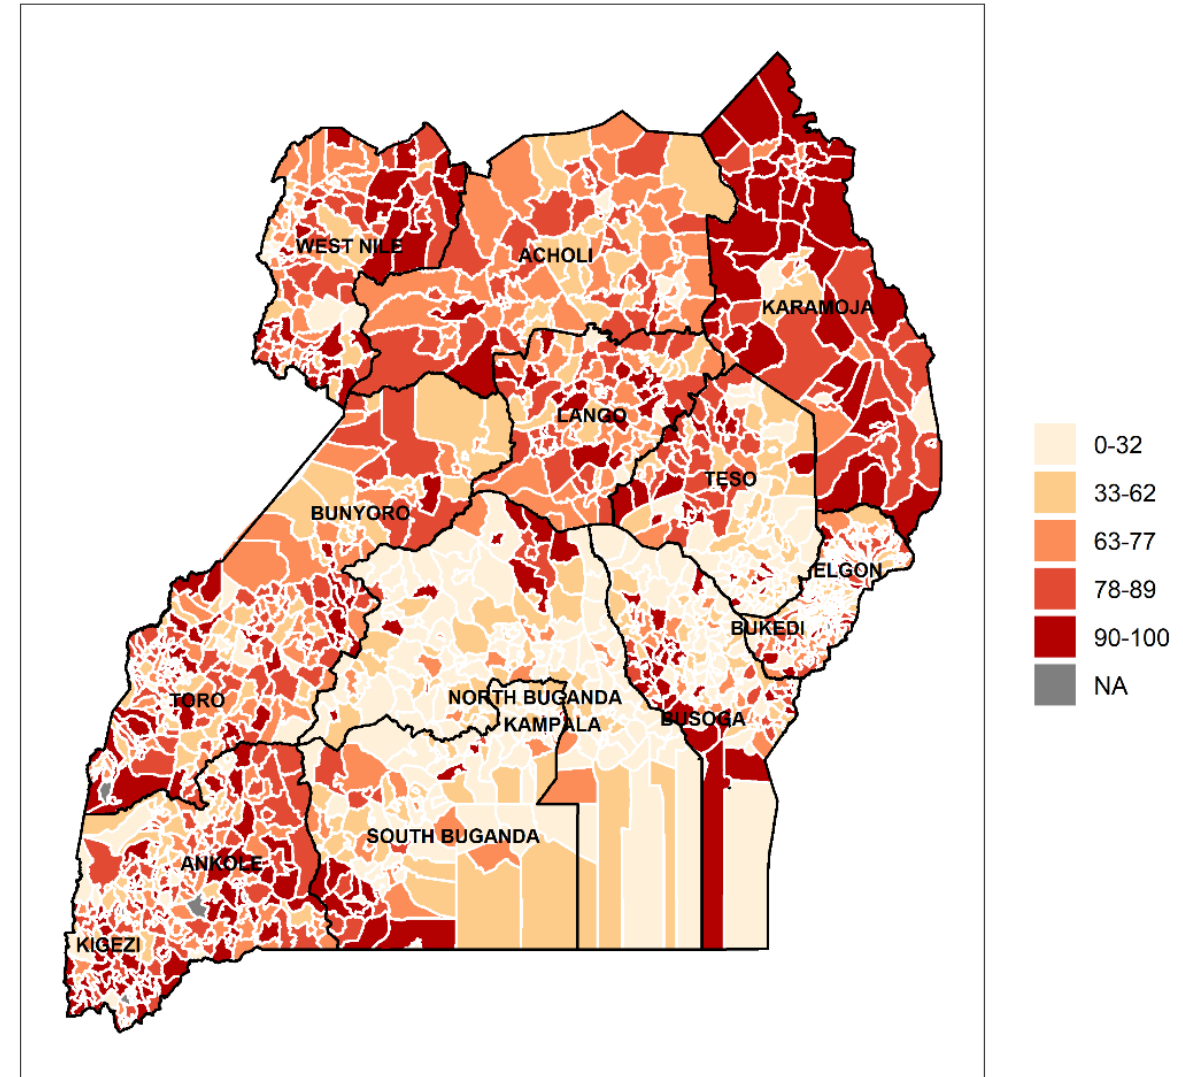 WEST NILE
ACHOLI
KARAMOJA
LANGO
TESO
BUNYORO
ELGON
BUKEDI
TORO
NORTH BUGANDA
KAMPALA
BUSOGA
SOUTH BUGANDA
ANKOLE
KIGEZI
0-32
33-62
63-77
78-89
90-100
NA